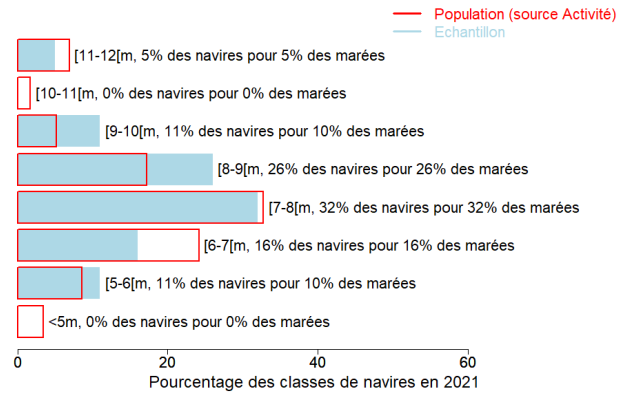 Population (source Activité)
Echantillon
[11-12[m, 5% des navires pour 5% des marées
[10-11[m, 0% des navires pour 0% des marées
[9-10[m, 11% des navires pour 10% des marées
[8-9[m, 26% des navires pour 26% des marées
[7-8[m, 32% des navires pour 32% des marées
[6-7[m, 16% des navires pour 16% des marées
[5-6[m, 11% des navires pour 10% des marées
<5m, 0% des navires pour 0% des marées
0 20 40 60
Pourcentage des classes de navires en 2021